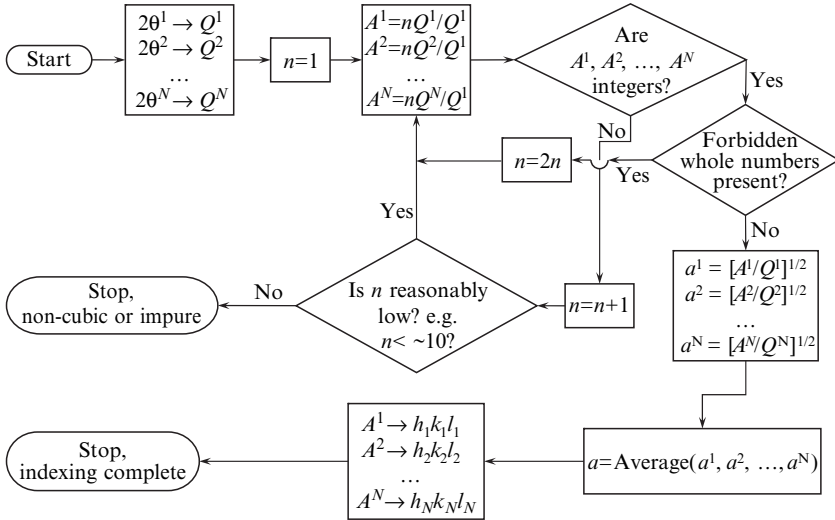 Start
2θ¹ → Q¹
2θ² → Q²
...
2θᴺ → Qᴺ
n=1
A¹=nQ¹/Q¹
A²=nQ²/Q¹
...
Aᴺ=nQᴺ/Q¹
Are
A¹, A², ..., Aᴺ
integers?
Yes
No
Forbidden
whole numbers
present?
Yes
n=2n
No
a¹ = [A¹/Q¹]¹/²
a² = [A²/Q²]¹/²
...
aᴺ = [Aᴺ/Qᴺ]¹/²
n=n+1
Is n reasonably
low? e.g.
n< ~10?
Yes
No
Stop,
non-cubic or impure
a=Average(a¹, a², ...,aᴺ)
A¹ → h₁k₁l₁
A² → h₂k₂l₂
...
Aᴺ → h_Nk_Nl_N
Stop,
indexing complete